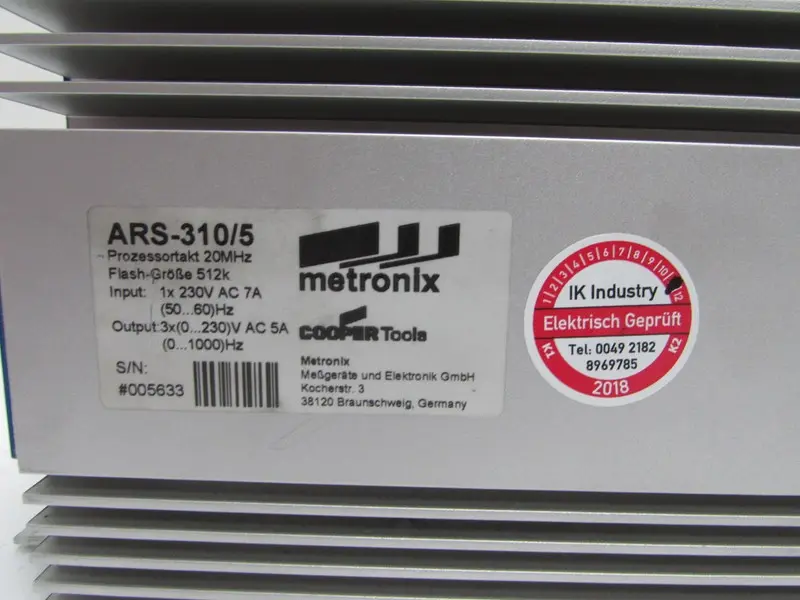 ARS-310/5
Prozessortakt 20MHz
Flash-Größe 512k
Input: 1x 230V AC 7A
(50...60)Hz
Output:3x(0...230)V AC 5A
(0...1000)Hz
S/N:
#005633
metronix
COOPER Tools
Metronix
Meßgeräte und Elektronik GmbH
Kocherstr. 3
38120 Braunschweig, Germany
1 2 3 4 5 6 7 8 9 10 12
IK Industry
Elektrisch Geprüft
K1 Tel: 0049 2182 K2
8969785
2018